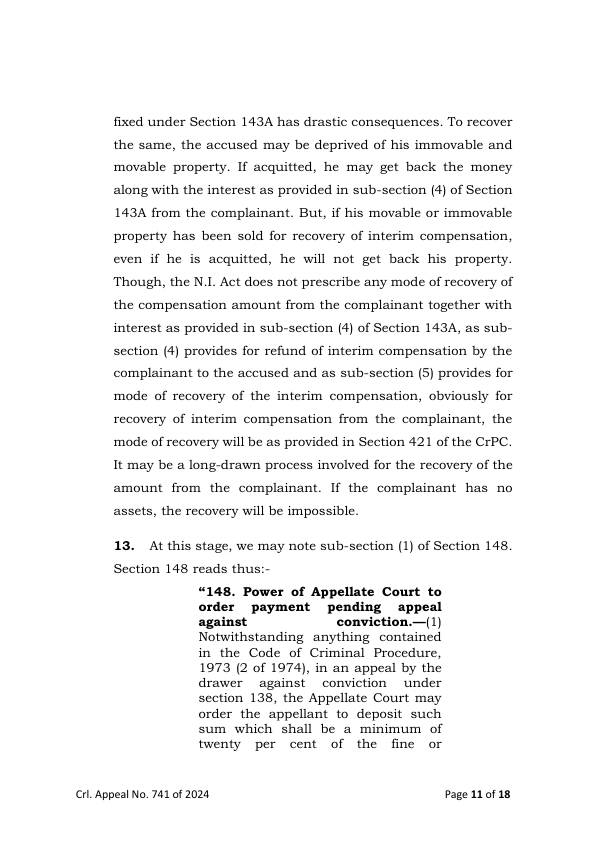 fixed under Section 143A has drastic consequences. To recover
the same, the accused may be deprived of his immovable and
movable property. If acquitted, he may get back the money
along with the interest as provided in sub-section (4) of Section
143A from the complainant. But, if his movable or immovable
property has been sold for recovery of interim compensation,
even if he is acquitted, he will not get back his property.
Though, the N.I. Act does not prescribe any mode of recovery of
the compensation amount from the complainant together with
interest as provided in sub-section (4) of Section 143A, as sub-
section (4) provides for refund of interim compensation by the
complainant to the accused and as sub-section (5) provides for
mode of recovery of the interim compensation, obviously for
recovery of interim compensation from the complainant, the
mode of recovery will be as provided in Section 421 of the CrPC.
It may be a long-drawn process involved for the recovery of the
amount from the complainant. If the complainant has no
assets, the recovery will be impossible.
13. At this stage, we may note sub-section (1) of Section 148.
Section 148 reads thus:-
“148. Power of Appellate Court to
order payment pending appeal
against conviction.—(1)
Notwithstanding anything contained
in the Code of Criminal Procedure,
1973 (2 of 1974), in an appeal by the
drawer against conviction under
section 138, the Appellate Court may
order the appellant to deposit such
sum which shall be a minimum of
twenty per cent of the fine or
Crl. Appeal No. 741 of 2024 Page 11 of 18